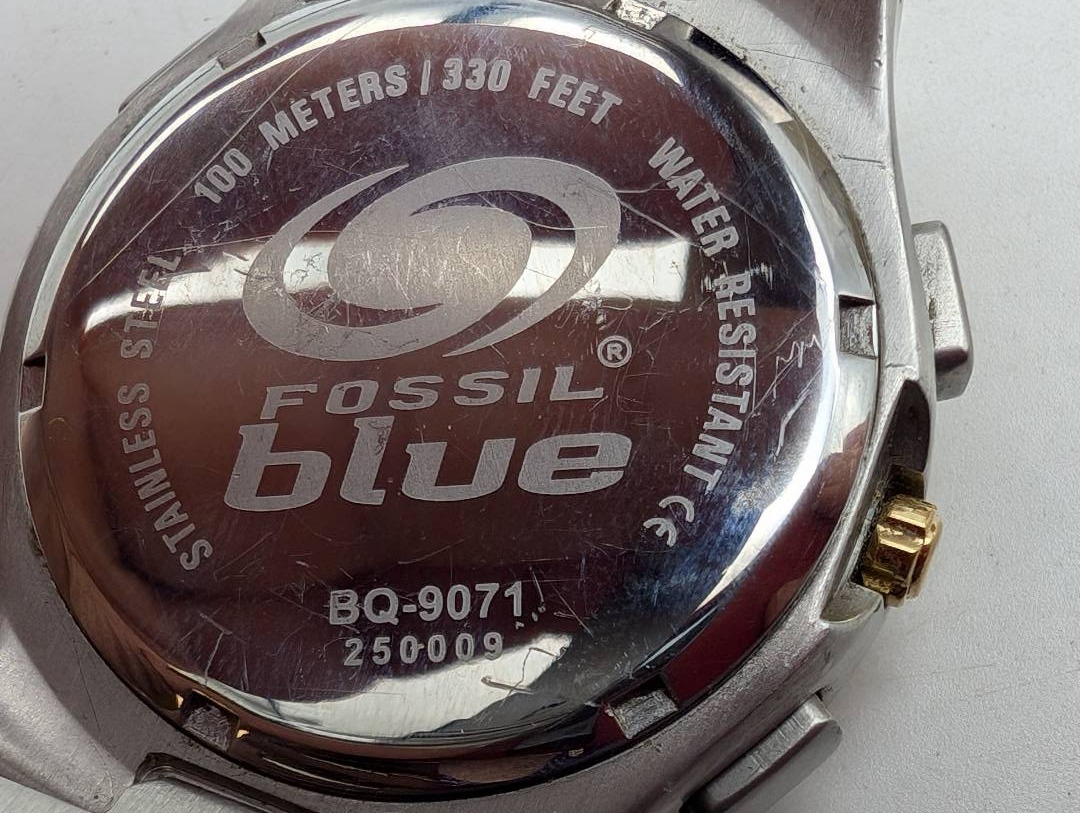 STAINLESS STEEL 100 METERS / 330 FEET WATER RESISTANT CE
FOSSIL®
blue
BQ-9071
250009